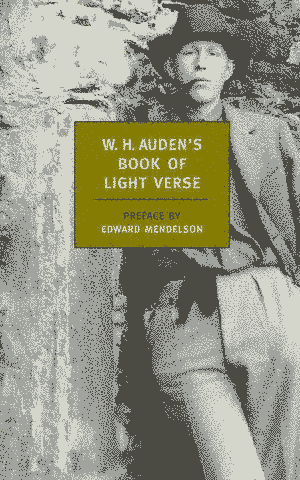 W. H. AUDEN'S
BOOK OF
LIGHT VERSE
PREFACE BY
EDWARD MENDELSON